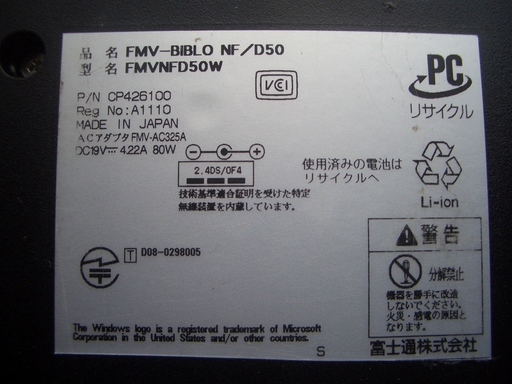 品名 FMV-BIBLO NF/D50
型名 FMVNFD50W
VCI
PC
リサイクル
P/N CP426100
Reg No:A1110
MADE IN JAPAN
ACアダプタ FMV-AC325A
DC19V 4.22A 80W
2.4DS/OF4
技術基準適合証明を受けた特定
無線装置を内蔵しています。
使用済みの電池は
リサイクルへ
Li-ion
T D08-0298005
警告
分解禁止
機器を勝手に改造
しないでください。
火災・感電の原因と
なります。
The Windows logo is a registered trademark of Microsoft
Corporation in the United States and/or other countries.
S
富士通株式会社